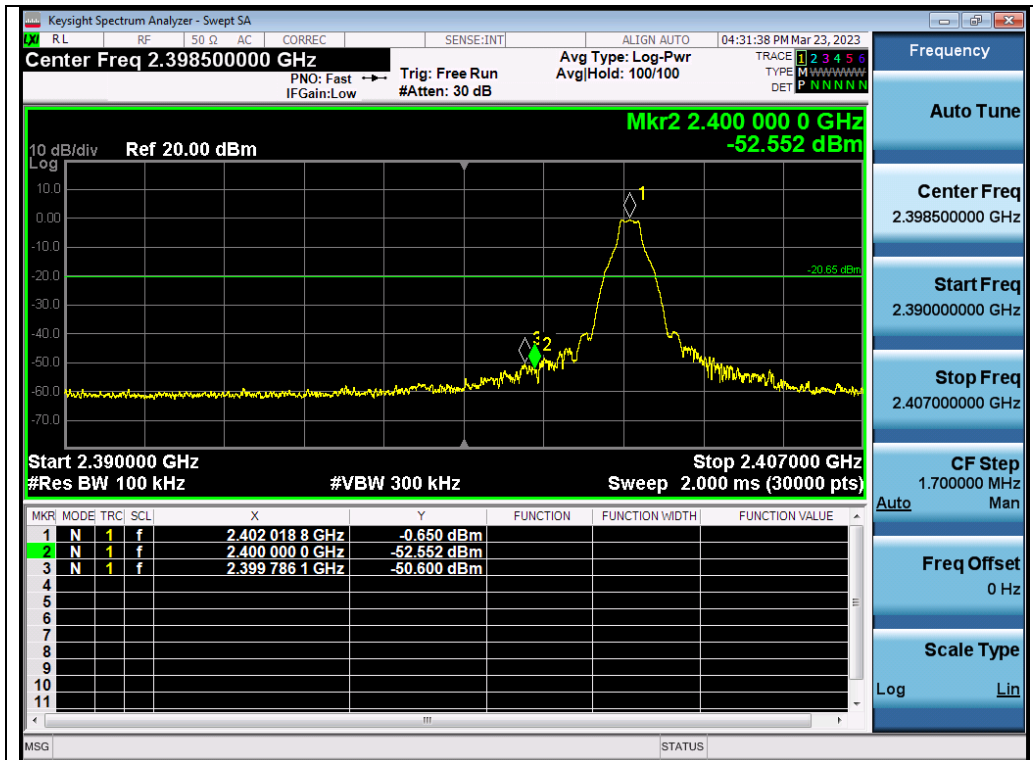 Keysight Spectrum Analyzer - Swept SA
LXI RL RF 50 Ω AC CORREC SENSE:INT ALIGN AUTO 04:31:38 PM Mar 23, 2023
Center Freq 2.398500000 GHz
PNO: Fast
IFGain:Low
Trig: Free Run
#Atten: 30 dB
Avg Type: Log-Pwr
Avg|Hold: 100/100
TRACE 1 2 3 4 5 6
TYPE M WWWWW
DET P N N N N N
Mkr2 2.400 000 0 GHz
-52.552 dBm
10 dB/div Ref 20.00 dBm
Log
10.0
0.00
-10.0
-20.0
-30.0
-40.0
-50.0
-60.0
-70.0
1
-20.65 dBm
3
2
Start 2.390000 GHz Stop 2.407000 GHz
#Res BW 100 kHz #VBW 300 kHz Sweep 2.000 ms (30000 pts)
MKR MODE TRC SCL X Y FUNCTION FUNCTION WIDTH FUNCTION VALUE
1 N 1 f 2.402 018 8 GHz -0.650 dBm
2 N 1 f 2.400 000 0 GHz -52.552 dBm
3 N 1 f 2.399 786 1 GHz -50.600 dBm
4
5
6
7
8
9
10
11
MSG STATUS
Frequency
Auto Tune
Center Freq
2.398500000 GHz
Start Freq
2.390000000 GHz
Stop Freq
2.407000000 GHz
CF Step
1.700000 MHz
Auto Man
Freq Offset
0 Hz
Scale Type
Log Lin